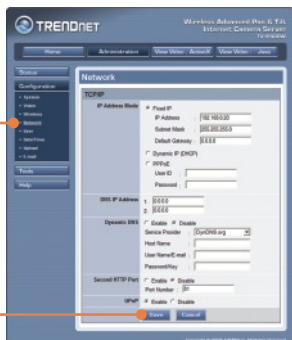 TRENDNET
Wireless Advanced Pan & Tilt
Internet Camera Server
Home Administration View Video - ActiveX View Video - Java
Status
Configuration
System
Video
Wireless
Network
User
Date/Time
Upload
E-mail
Tools
Help
Network
TCP/IP
IP Address Mode
Fixed IP
IP Address : 192.168.0.20
Subnet Mask : 255.255.255.0
Default Gateway : 0.0.0.0
Dynamic IP (DHCP)
PPPoE
User ID :
Password :
DNS IP Address 1: 0.0.0.0
2: 0.0.0.0
Dynamic DNS Enable Disable
Service Provider : DynDNS.org
Host Name :
User Name/E-mail :
Password/Key :
Second HTTP Port Enable Disable
Port Number : 81
UPnP Enable Disable
Save Cancel